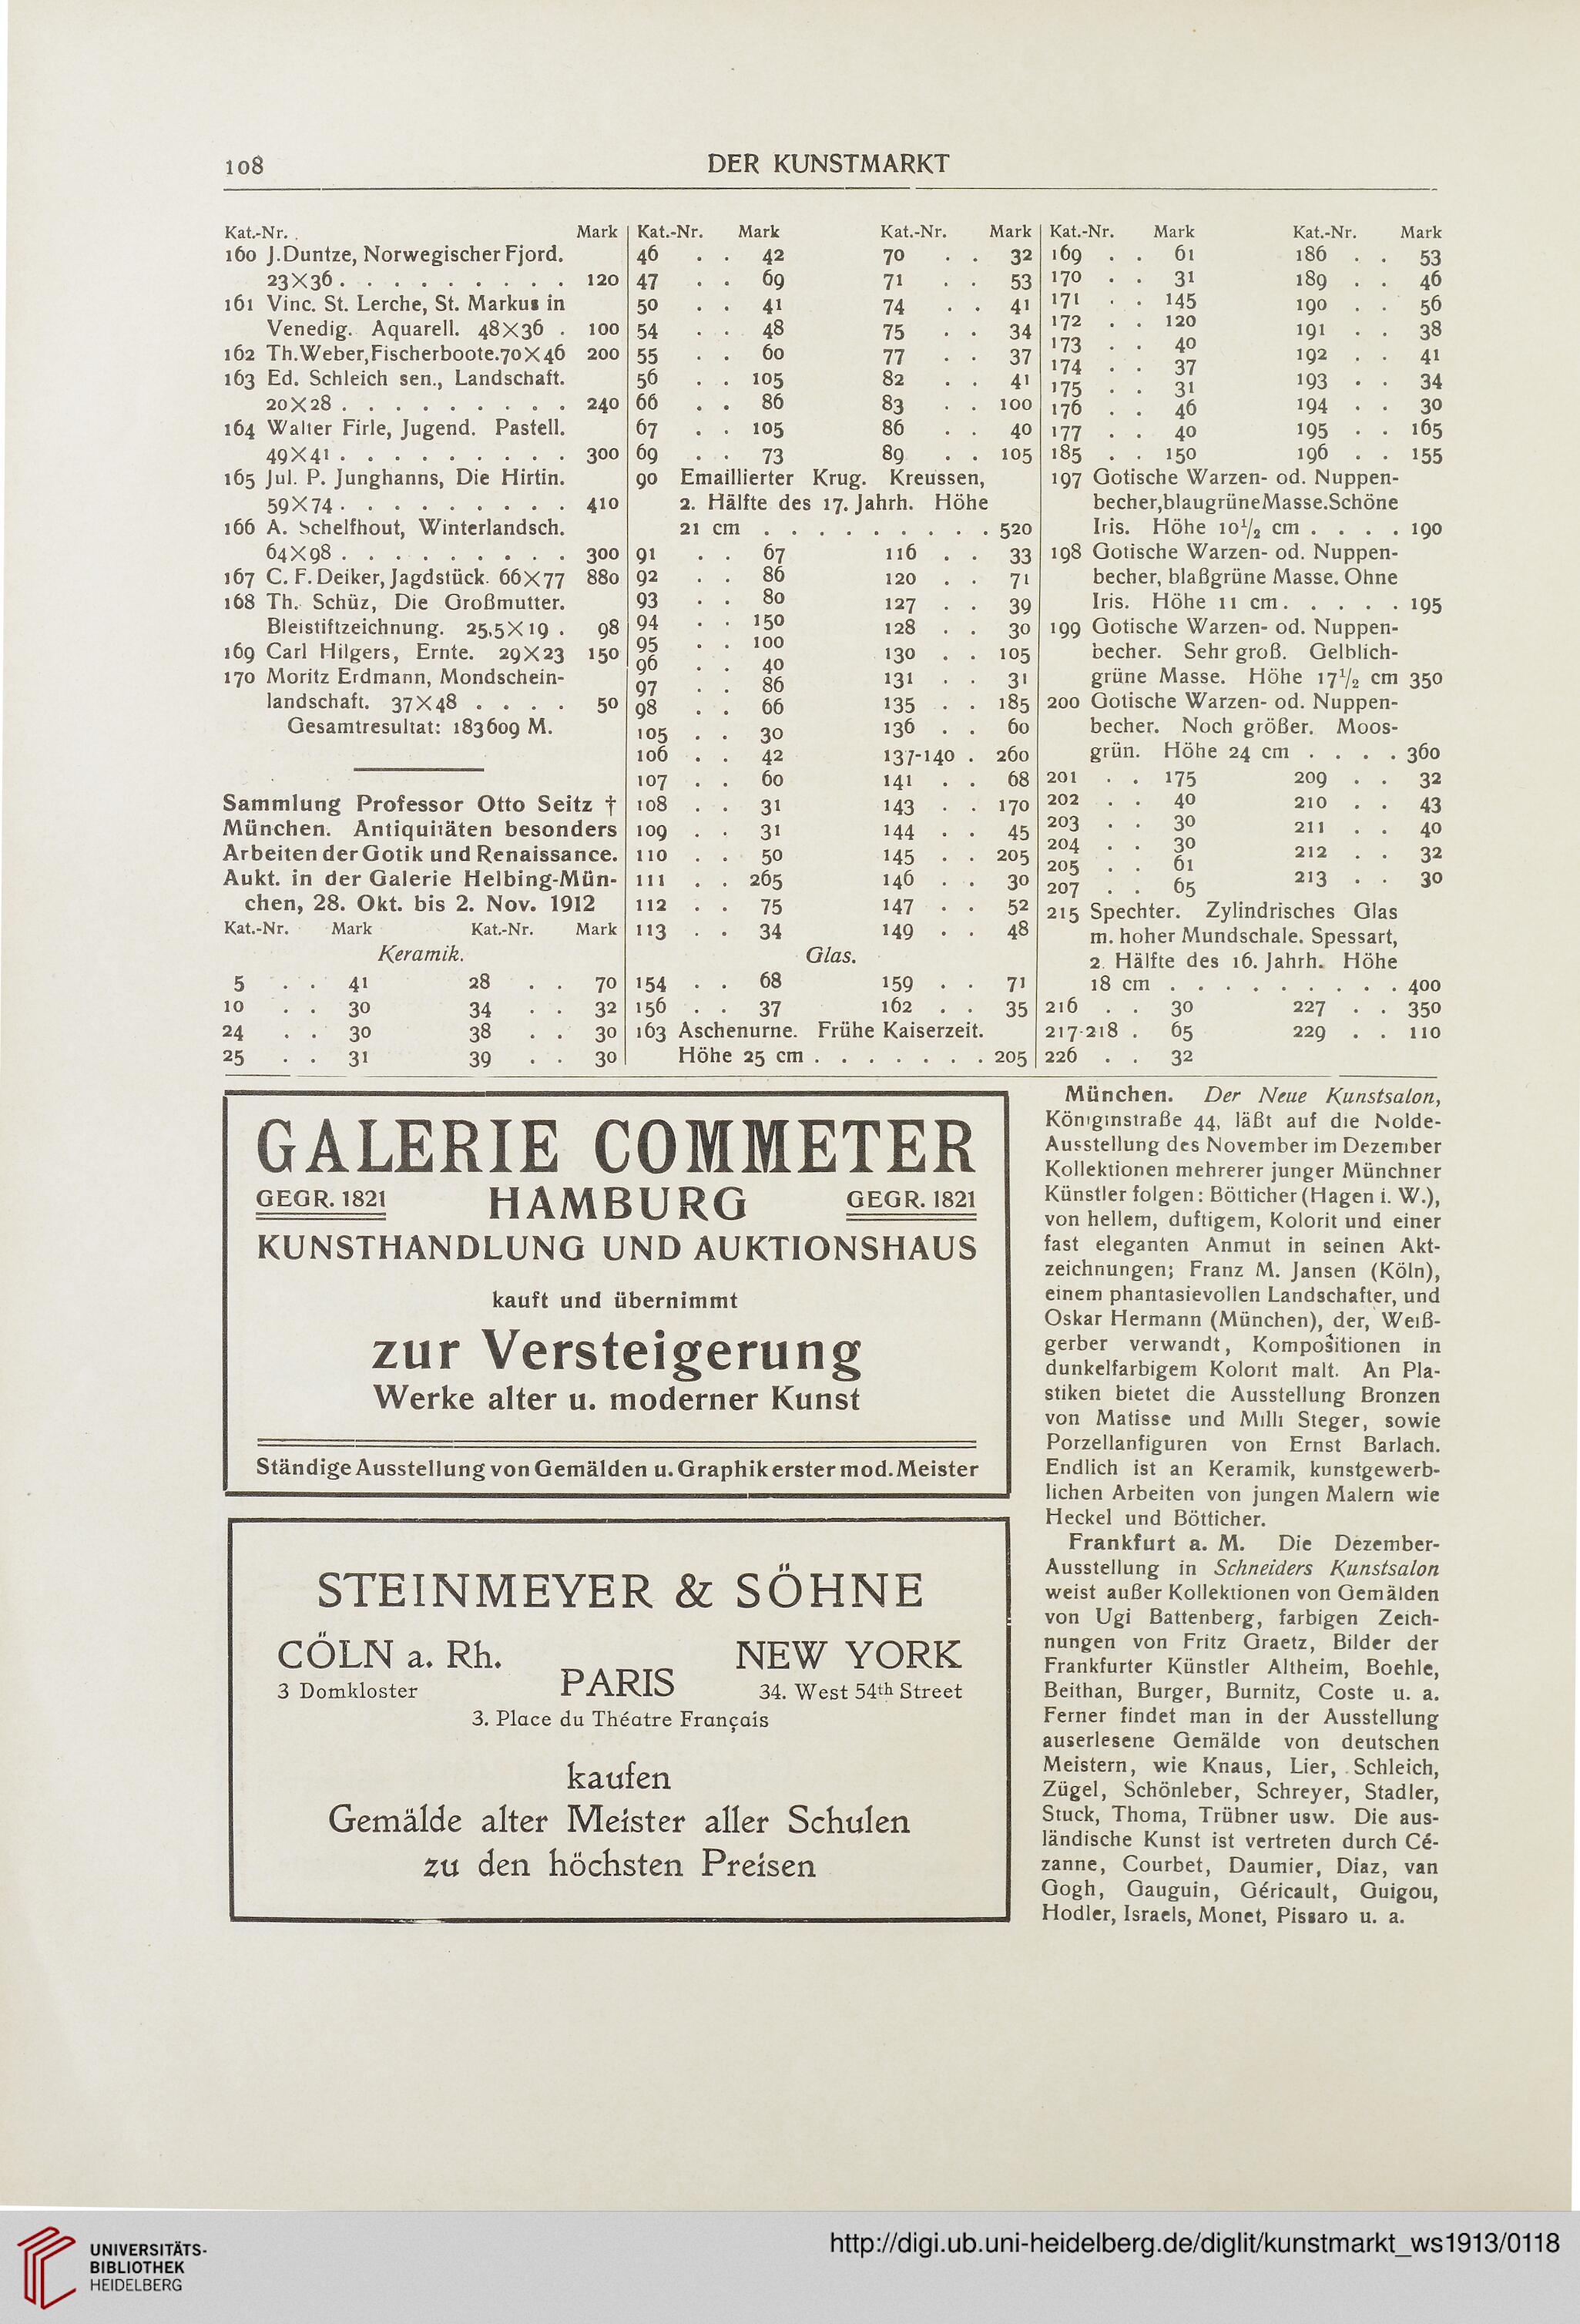 108
DER KUNSTMARKT
Kat.-Nr. Mark
160 J. Duntze, Norwegischer Fjord.
23×36 . . . . . . . . . 120
161 Vinc. St. Lerche, St. Markus in
Venedig. Aquarell. 48×36 . 100
162 Th. Weber, Fischerboote. 70×46 200
163 Ed. Schleich sen., Landschaft.
20×28 . . . . . . . . . 240
164 Walter Firle, Jugend. Pastell.
49×41 . . . . . . . . . 300
165 Jul. P. Junghanns, Die Hirtin.
59×74 . . . . . . . . . 410
166 A. Schelfhout, Winterlandsch.
64×98 . . . . . . . . . 300
167 C. F. Deiker, Jagdstück. 66×77 880
168 Th. Schüz, Die Großmutter.
Bleistiftzeichnung. 25,5×19 . 98
169 Carl Hilgers, Ernte. 29×23 150
170 Moritz Erdmann, Mondschein-
landschaft. 37×48 . . . . 50
Gesamtresultat: 183609 M.
Sammlung Professor Otto Seitz †
München. Antiquitäten besonders
Arbeiten der Gotik und Renaissance.
Aukt. in der Galerie Helbing-Mün-
chen, 28. Okt. bis 2. Nov. 1912
Kat.-Nr. Mark Kat.-Nr. Mark
Keramik.
5 . . 41 28 . . 70
10 . . 30 34 . . 32
24 . . 30 38 . . 30
25 . . 31 39 . . 30
Kat.-Nr. Mark Kat.-Nr. Mark
46 . . 42 70 . . 32
47 . . 69 71 . . 53
50 . . 41 74 . . 41
54 . . 48 75 . . 34
55 . . 60 77 . . 37
56 . . 105 82 . . 41
66 . . 86 83 . . 100
67 . . 105 86 . . 40
69 . . 73 89 . . 105
90 Emaillierter Krug. Kreussen,
2. Hälfte des 17. Jahrh. Höhe
21 cm . . . . . . . . . 520
91 . . 67 116 . . 33
92 . . 86 120 . . 71
93 . . 80 127 . . 39
94 . . 150 128 . . 30
95 . . 100 130 . . 105
96 . . 40 131 . . 31
97 . . 86 135 . . 185
98 . . 66 136 . . 60
105 . . 30 137-140 . 260
106 . . 42 141 . . 68
107 . . 60 143 . . 170
108 . . 31 144 . . 45
109 . . 31 145 . . 205
110 . . 50 146 . . 30
111 . . 265 147 . . 52
112 . . 75 149 . . 48
113 . . 34
Glas.
154 . . 68 159 . . 71
156 . . 37 162 . . 35
163 Aschenurne. Frühe Kaiserzeit.
Höhe 25 cm . . . . . . . 205
Kat.-Nr. Mark Kat.-Nr. Mark
169 . . 61 186 . . 53
170 . . 31 189 . . 46
171 . . 145 190 . . 56
172 . . 120 191 . . 38
173 . . 40 192 . . 41
174 . . 37 193 . . 34
175 . . 31 194 . . 30
176 . . 46 195 . . 165
177 . . 40 196 . . 155
185 . . 150
197 Gotische Warzen- od. Nuppen-
becher, blaugrüne Masse. Schöne
Iris. Höhe 10½ cm . . . . 190
198 Gotische Warzen- od. Nuppen-
becher, blaßgrüne Masse. Ohne
Iris. Höhe 11 cm . . . . . 195
199 Gotische Warzen- od. Nuppen-
becher. Sehr groß. Gelblich-
grüne Masse. Höhe 17½ cm 350
200 Gotische Warzen- od. Nuppen-
becher. Noch größer. Moos-
grün. Höhe 24 cm . . . . 360
201 . . 175 209 . . 32
202 . . 40 210 . . 43
203 . . 30 211 . . 40
204 . . 30 212 . . 32
205 . . 61 213 . . 30
207 . . 65
215 Spechter. Zylindrisches Glas
m. hoher Mundschale. Spessart,
2. Hälfte des 16. Jahrh. Höhe
18 cm . . . . . . . . . 400
216 . . 30 227 . . 350
217-218 . 65 229 . . 110
226 . . 32
GALERIE COMMETER
GEGR. 1821 HAMBURG GEGR. 1821
KUNSTHANDLUNG UND AUKTIONSHAUS
kauft und übernimmt
zur Versteigerung
Werke alter u. moderner Kunst
Ständige Ausstellung von Gemälden u. Graphik erster mod. Meister
STEINMEYER & SÖHNE
CÖLN a. Rh. NEW YORK
3 Domkloster PARIS 34. West 54th Street
3. Place du Théatre Français
kaufen
Gemälde alter Meister aller Schulen
zu den höchsten Preisen
München. Der Neue Kunstsalon,
Königinstraße 44, läßt auf die Nolde-
Ausstellung des November im Dezember
Kollektionen mehrerer junger Münchner
Künstler folgen: Bötticher (Hagen i. W.),
von hellem, duftigem, Kolorit und einer
fast eleganten Anmut in seinen Akt-
zeichnungen; Franz M. Jansen (Köln),
einem phantasievollen Landschafter, und
Oskar Hermann (München), der, Weiß-
gerber verwandt, Kompositionen in
dunkelfarbigem Kolorit malt. An Pla-
stiken bietet die Ausstellung Bronzen
von Matisse und Milli Steger, sowie
Porzellanfiguren von Ernst Barlach.
Endlich ist an Keramik, kunstgewerb-
lichen Arbeiten von jungen Malern wie
Heckel und Bötticher.
Frankfurt a. M. Die Dezember-
Ausstellung in Schneiders Kunstsalon
weist außer Kollektionen von Gemälden
von Ugi Battenberg, farbigen Zeich-
nungen von Fritz Graetz, Bilder der
Frankfurter Künstler Altheim, Boehle,
Beithan, Burger, Burnitz, Coste u. a.
Ferner findet man in der Ausstellung
auserlesene Gemälde von deutschen
Meistern, wie Knaus, Lier, Schleich,
Zügel, Schönleber, Schreyer, Stadler,
Stuck, Thoma, Trübner usw. Die aus-
ländische Kunst ist vertreten durch Cé-
zanne, Courbet, Daumier, Diaz, van
Gogh, Gauguin, Géricault, Guigou,
Hodler, Israels, Monet, Pissaro u. a.
UNIVERSITÄTS-
BIBLIOTHEK
HEIDELBERG
http://digi.ub.uni-heidelberg.de/diglit/kunstmarkt_ws1913/0118